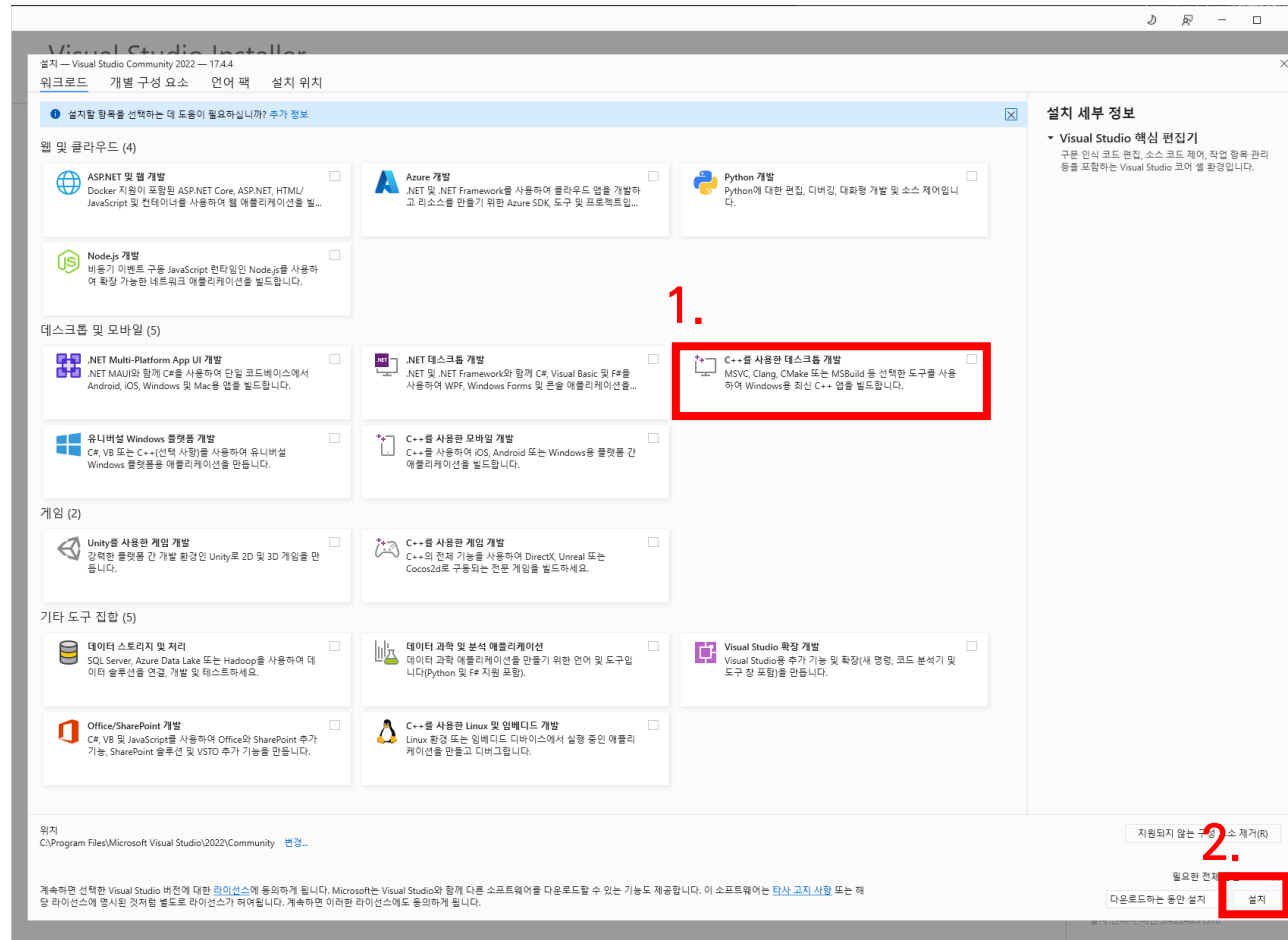 Visual Studio Installer
설치 — Visual Studio Community 2022 — 17.4.4
워크로드 개별 구성 요소 언어 팩 설치 위치
설치할 항목을 선택하는 데 도움이 필요하십니까? 추가 정보
웹 및 클라우드 (4)
ASP.NET 및 웹 개발
Docker 지원이 포함된 ASP.NET Core, ASP.NET, HTML/
JavaScript 및 컨테이너를 사용하여 웹 애플리케이션을 빌...
Azure 개발
.NET 및 .NET Framework를 사용하여 클라우드 앱을 개발하
고 리소스를 만들기 위한 Azure SDK, 도구 및 프로젝트입...
Python 개발
Python에 대한 편집, 디버깅, 대화형 개발 및 소스 제어입니
다.
Node.js 개발
비동기 이벤트 구동 JavaScript 런타임인 Node.js를 사용하
여 확장 가능한 네트워크 애플리케이션을 빌드합니다.
데스크톱 및 모바일 (5)
1.
.NET Multi-Platform App UI 개발
.NET MAUI와 함께 C#을 사용하여 단일 코드베이스에서
Android, iOS, Windows 및 Mac용 앱을 빌드합니다.
.NET
.NET 데스크톱 개발
.NET 및 .NET Framework와 함께 C#, Visual Basic 및 F#을
사용하여 WPF, Windows Forms 및 콘솔 애플리케이션을...
C++를 사용한 데스크톱 개발
MSVC, Clang, CMake 또는 MSBuild 등 선택한 도구를 사용
하여 Windows용 최신 C++ 앱을 빌드합니다.
유니버설 Windows 플랫폼 개발
C#, VB 또는 C++(선택 사항)를 사용하여 유니버설
Windows 플랫폼용 애플리케이션을 만듭니다.
C++를 사용한 모바일 개발
C++를 사용하여 iOS, Android 또는 Windows용 플랫폼 간
애플리케이션을 빌드합니다.
게임 (2)
Unity를 사용한 게임 개발
강력한 플랫폼 간 개발 환경인 Unity로 2D 및 3D 게임을 만
듭니다.
C++를 사용한 게임 개발
C++의 전체 기능을 사용하여 DirectX, Unreal 또는
Cocos2d로 구동되는 전문 게임을 빌드하세요.
기타 도구 집합 (5)
데이터 스토리지 및 처리
SQL Server, Azure Data Lake 또는 Hadoop을 사용하여 데
이터 솔루션을 연결, 개발 및 테스트하세요.
데이터 과학 및 분석 애플리케이션
데이터 과학 애플리케이션을 만들기 위한 언어 및 도구입
니다(Python 및 F# 지원 포함).
Visual Studio 확장 개발
Visual Studio용 추가 기능 및 확장(새 명령, 코드 분석기 및
도구 창 포함)을 만듭니다.
Office/SharePoint 개발
C#, VB 및 JavaScript를 사용하여 Office와 SharePoint 추가
기능, SharePoint 솔루션 및 VSTO 추가 기능을 만듭니다.
C++를 사용한 Linux 및 임베디드 개발
Linux 환경 또는 임베디드 디바이스에서 실행 중인 애플리
케이션을 만들고 디버그합니다.
설치 세부 정보
Visual Studio 핵심 편집기
구문 인식 코드 편집, 소스 코드 제어, 작업 항목 관리
등을 포함하는 Visual Studio 코어 셸 환경입니다.
위치
C:\Program Files\Microsoft Visual Studio\2022\Community 변경...
지원되지 않는 구성 요소 제거(R)
2.
계속하면 선택한 Visual Studio 버전에 대한 라이선스에 동의하게 됩니다. Microsoft는 Visual Studio와 함께 다른 소프트웨어를 다운로드할 수 있는 기능도 제공합니다. 이 소프트웨어는 타사 고지 사항 또는 해
당 라이선스에 명시된 것처럼 별도로 라이선스가 허여됩니다. 계속하면 이러한 라이선스에도 동의하게 됩니다.
필요한 전체
다운로드하는 동안 설치
설치